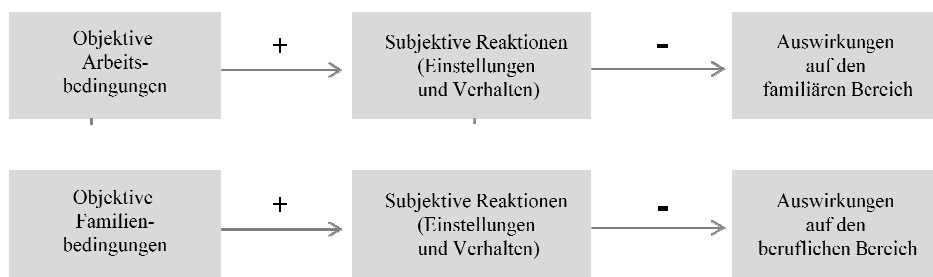 Objektive
Arbeits-
bedingungen
+
Subjektive Reaktionen
(Einstellungen
und Verhalten)
-
Auswirkungen
auf den
familiären Bereich
Objektive
Familien-
bedingungen
+
Subjektive Reaktionen
(Einstellungen
und Verhalten)
-
Auswirkungen
auf den
beruflichen Bereich